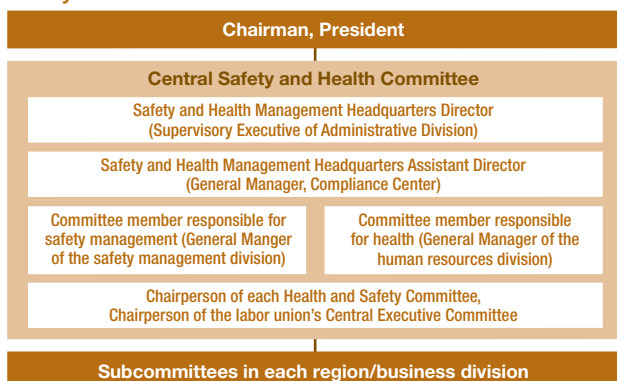 Chairman, President
Central Safety and Health Committee
Safety and Health Management Headquarters Director
(Supervisory Executive of Administrative Division)
Safety and Health Management Headquarters Assistant Director
(General Manager, Compliance Center)
Committee member responsible for
safety management (General Manger
of the safety management division)
Committee member responsible
for health (General Manager of the
human resources division)
Chairperson of each Health and Safety Committee,
Chairperson of the labor union's Central Executive Committee
Subcommittees in each region/business division